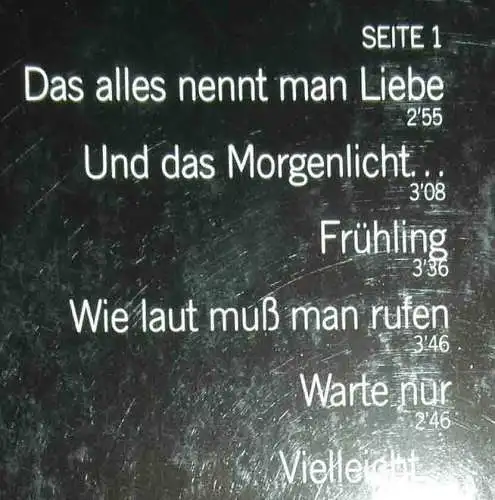 SEITE 1
Das alles nennt man Liebe
2'55
Und das Morgenlicht...
3'08
Frühling
3'36
Wie laut muß man rufen
3'46
Warte nur
2'46
Vielleicht...